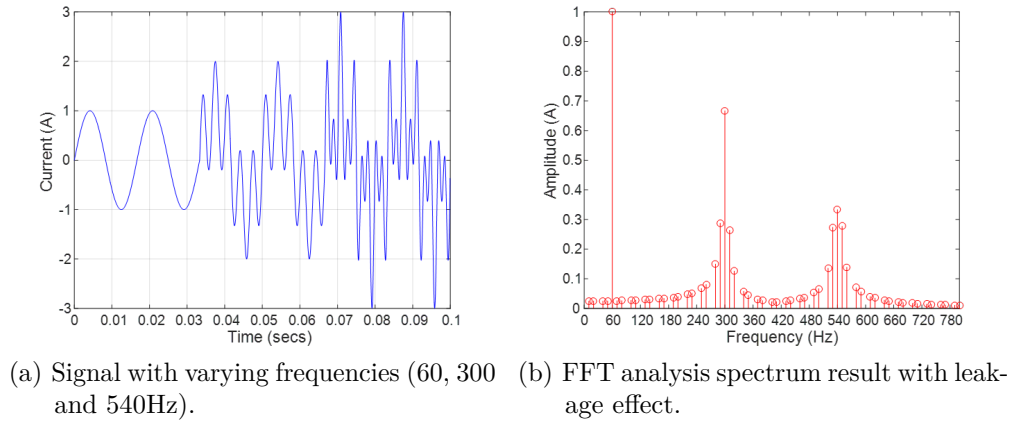 3
2
1
0
-1
-2
-3
Current (A)
0 0.01 0.02 0.03 0.04 0.05 0.06 0.07 0.08 0.09 0.1
Time (secs)
1
0.9
0.8
0.7
0.6
0.5
0.4
0.3
0.2
0.1
0
Amplitude (A)
0 60 120 180 240 300 360 420 480 540 600 660 720 780
Frequency (Hz)
(a) Signal with varying frequencies (60, 300
and 540Hz).
(b) FFT analysis spectrum result with leak-
age effect.